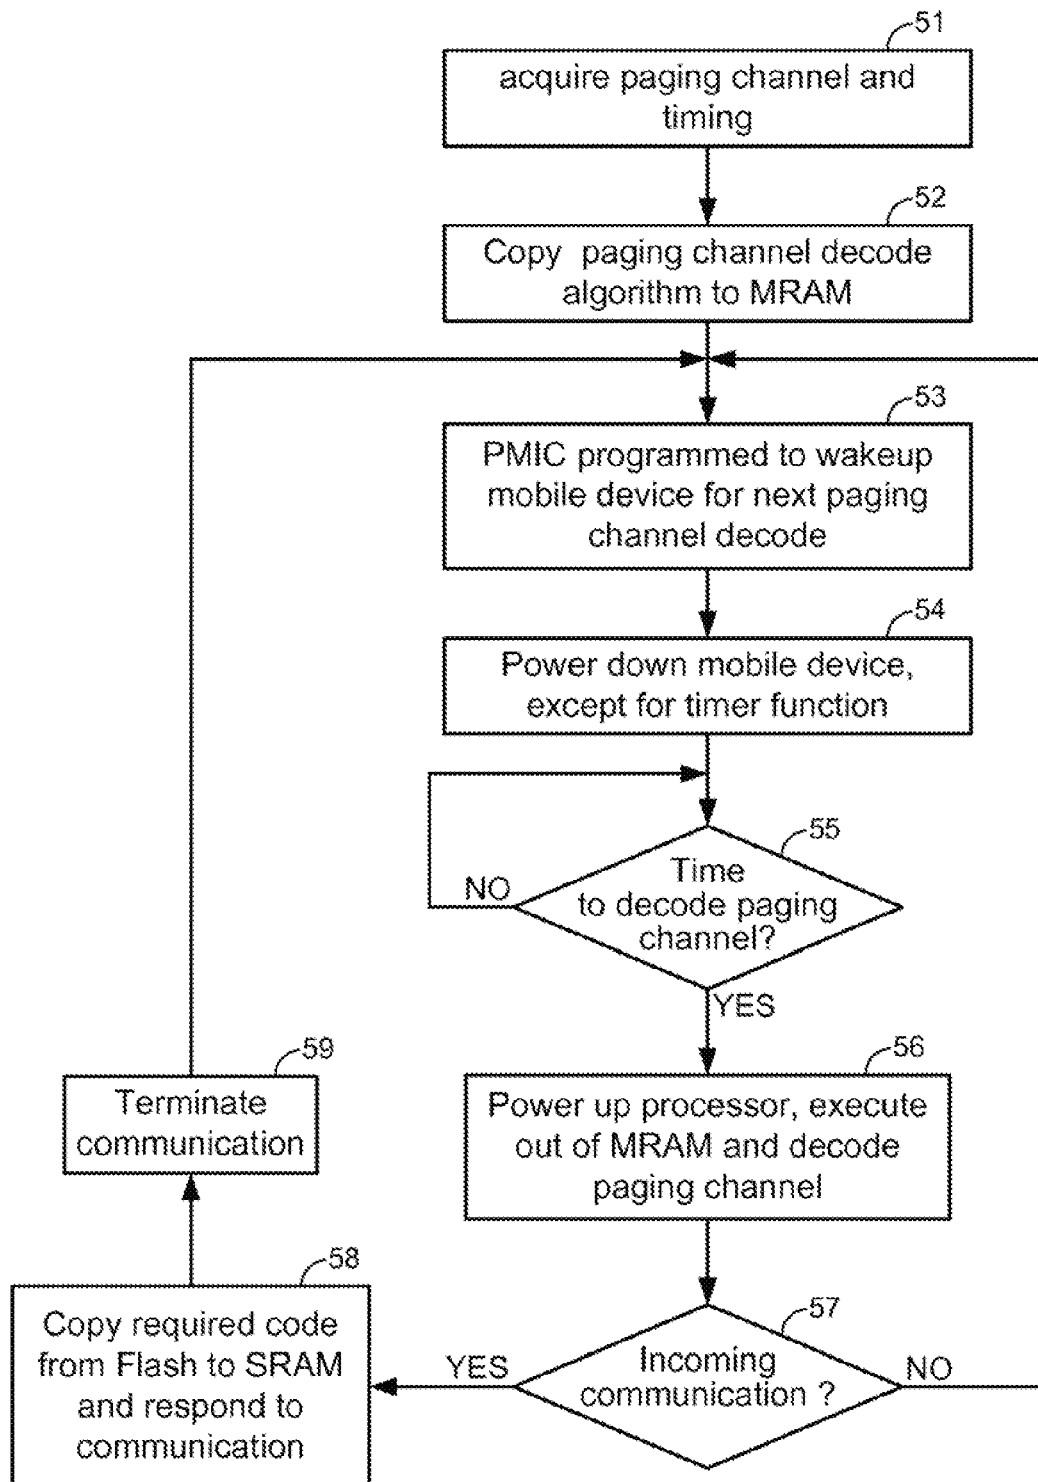 51
acquire paging channel and
timing
52
Copy paging channel decode
algorithm to MRAM
53
PMIC programmed to wakeup
mobile device for next paging
channel decode
54
Power down mobile device,
except for timer function
55
Time
to decode paging
channel?
NO
YES
56
Power up processor, execute
out of MRAM and decode
paging channel
57
Incoming
communication ?
YES
NO
58
Copy required code
from Flash to SRAM
and respond to
communication
59
Terminate
communication